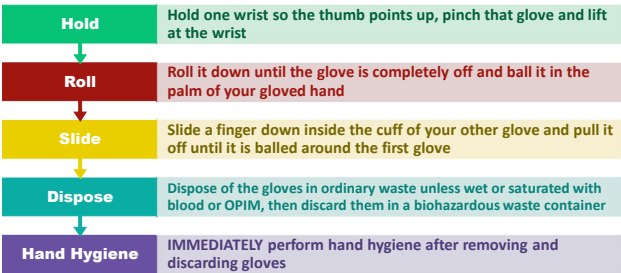 Hold
Hold one wrist so the thumb points up, pinch that glove and lift
at the wrist
Roll
Roll it down until the glove is completely off and ball it in the
palm of your gloved hand
Slide
Slide a finger down inside the cuff of your other glove and pull it
off until it is balled around the first glove
Dispose
Dispose of the gloves in ordinary waste unless wet or saturated with
blood or OPIM, then discard them in a biohazardous waste container
Hand Hygiene
IMMEDIATELY perform hand hygiene after removing and
discarding gloves